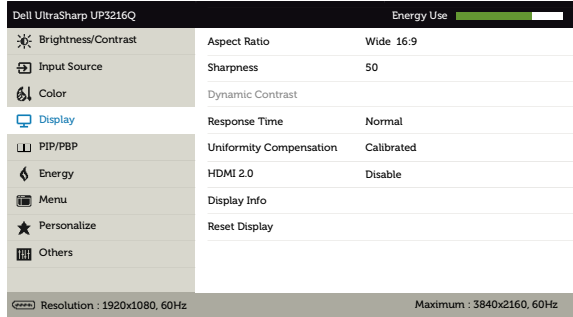 Dell UltraSharp UP3216Q
Energy Use
Brightness/Contrast
Input Source
Color
Display
PIP/PBP
Energy
Menu
Personalize
Others
Aspect Ratio Wide 16:9
Sharpness 50
Dynamic Contrast
Response Time Normal
Uniformity Compensation Calibrated
HDMI 2.0 Disable
Display Info
Reset Display
Resolution : 1920x1080, 60Hz
Maximum : 3840x2160, 60Hz